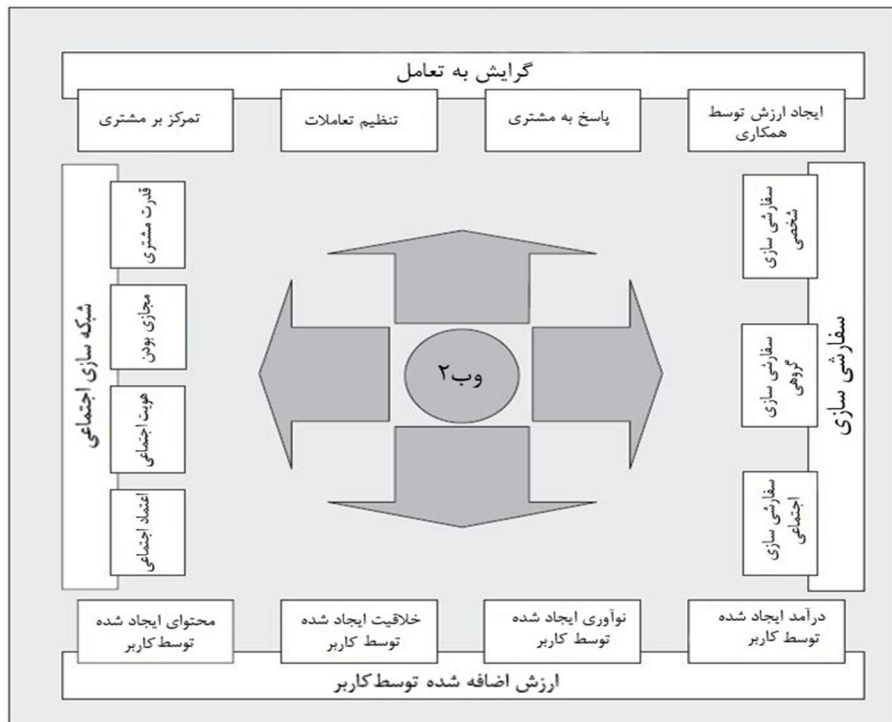 گرایش به تعامل
ایجاد ارزش توسط
همکاری
پاسخ به مشتری
تنظیم تعاملات
تمرکز بر مشتری
سفارشی سازی
سفارشی سازی
شخصی
سفارشی سازی
گروهی
سفارشی سازی
اجتماعی
وب۲
قدرت مشتری
مجازی بودن
هویت اجتماعی
اعتماد اجتماعی
شبکه سازی اجتماعی
درآمد ایجاد شده
توسط کاربر
نوآوری ایجاد شده
توسط کاربر
خلاقیت ایجاد شده
توسط کاربر
محتوای ایجاد شده
توسط کاربر
ارزش اضافه شده توسط کاربر